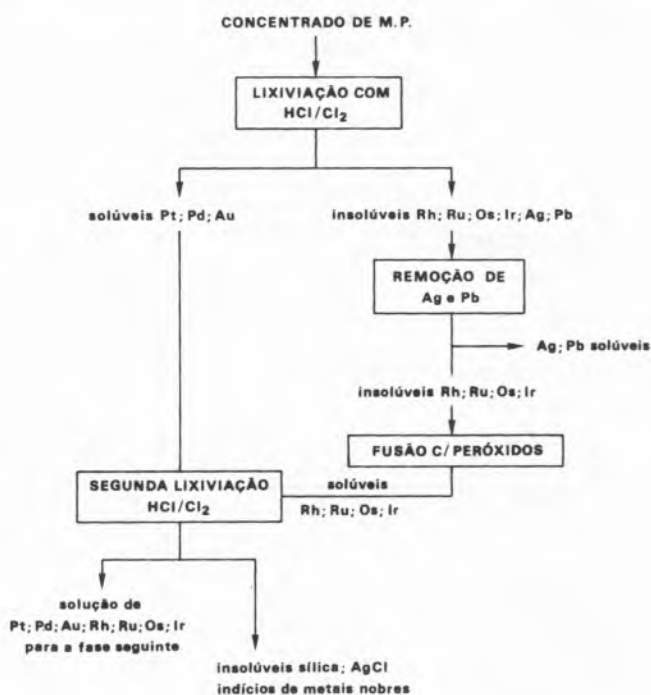 CONCENTRADO DE M.P.
LIXIVIAÇÃO COM
HCl/Cl₂
solúveis Pt; Pd; Au
insolúveis Rh; Ru; Os; Ir; Ag; Pb
REMOÇÃO DE
Ag e Pb
Ag; Pb solúveis
insolúveis Rh; Ru; Os; Ir
FUSÃO C/ PERÓXIDOS
SEGUNDA LIXIVIAÇÃO
HCl/Cl₂
solúveis
Rh; Ru; Os; Ir
solução de
Pt; Pd; Au; Rh; Ru; Os; Ir
para a fase seguinte
insolúveis sílica; AgCl
indícios de metais nobres